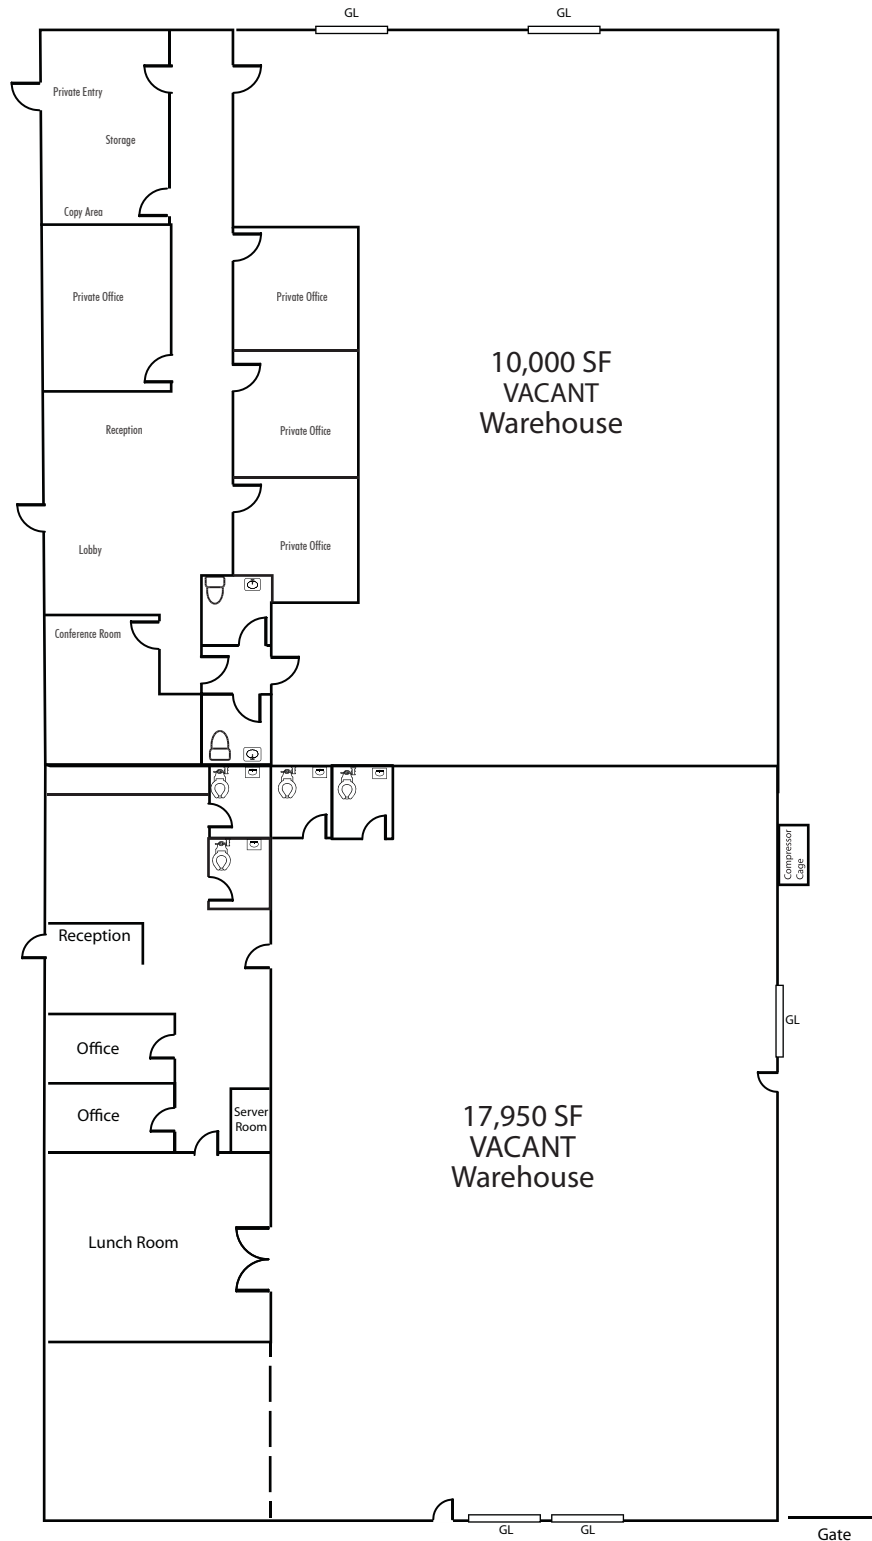 GL
GL
Private Entry
Storage
Copy Area
Private Office
Private Office
10,000 SF
VACANT
Warehouse
Reception
Private Office
Private Office
Lobby
Conference Room
Compressor
Cage
Reception
GL
Office
Office
Server
Room
17,950 SF
VACANT
Warehouse
Lunch Room
GL
GL
Gate